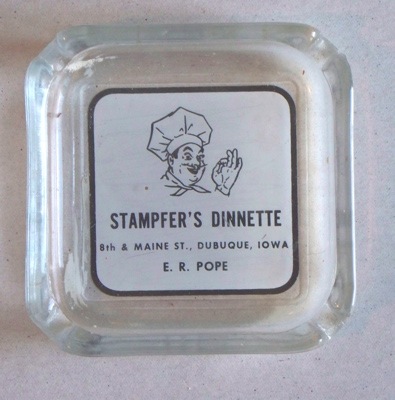 STAMPFER'S DINNETTE
8th & MAINE ST., DUBUQUE, IOWA
E. R. POPE